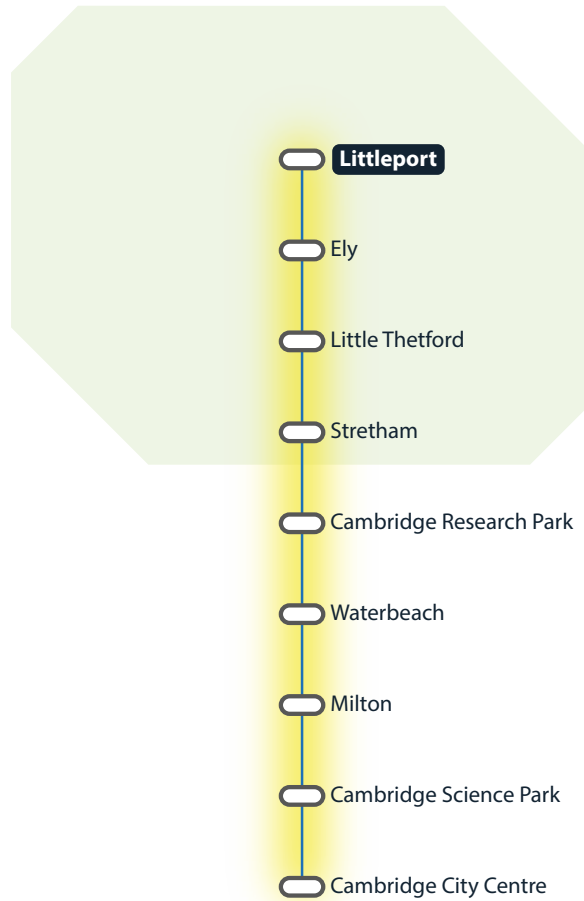 Littleport
Ely
Little Thetford
Stretham
Cambridge Research Park
Waterbeach
Milton
Cambridge Science Park
Cambridge City Centre